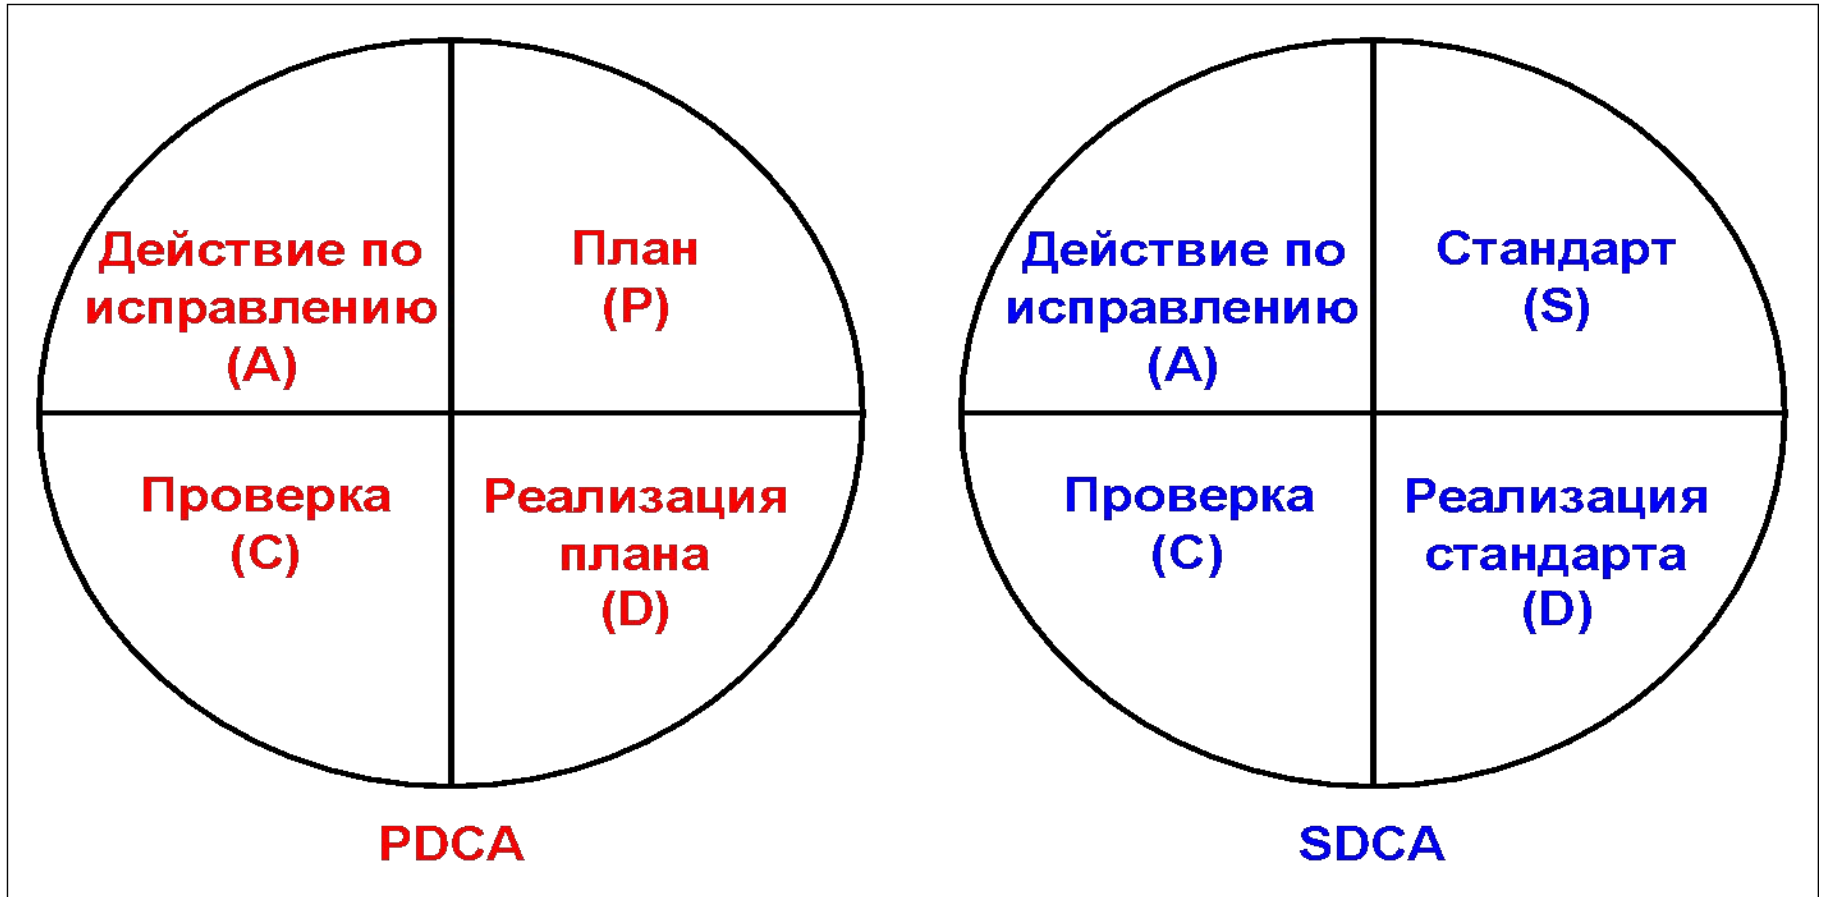 Действие по
исправлению
(A)
План
(P)
Проверка
(C)
Реализация
плана
(D)
PDCA
Действие по
исправлению
(A)
Стандарт
(S)
Проверка
(C)
Реализация
стандарта
(D)
SDCA